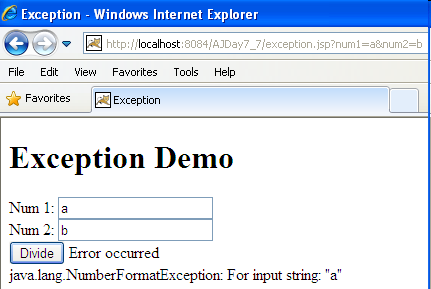 Exception - Windows Internet Explorer
http://localhost:8084/AJDay7_7/exception.jsp?num1=a&num2=b
File Edit View Favorites Tools Help
Favorites Exception
Exception Demo
Num 1: a
Num 2: b
Divide Error occurred
java.lang.NumberFormatException: For input string: "a"